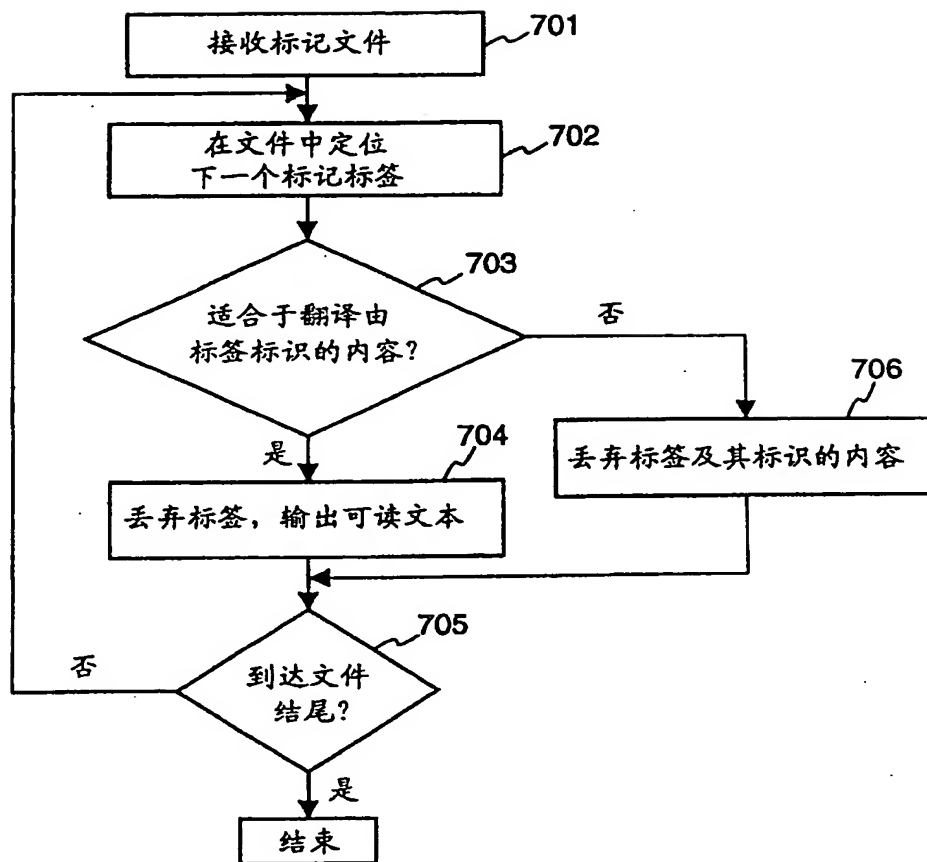 接收标记文件
701
在文件中定位
下一个标记标签
702
703
适合于翻译由
标签标识的内容?
否
706
是
704
丢弃标签及其标识的内容
丢弃标签，输出可读文本
705
否
到达文件
结尾?
是
结束